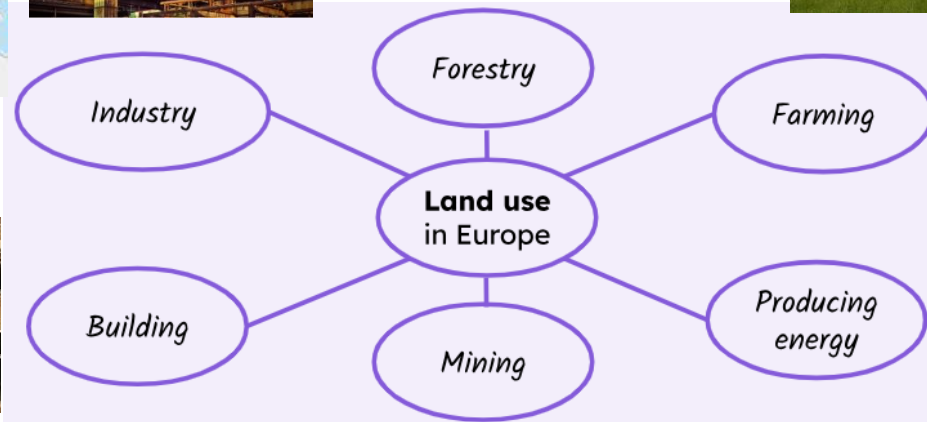 Forestry
Industry
Farming
Land use
in Europe
Building
Mining
Producing
energy